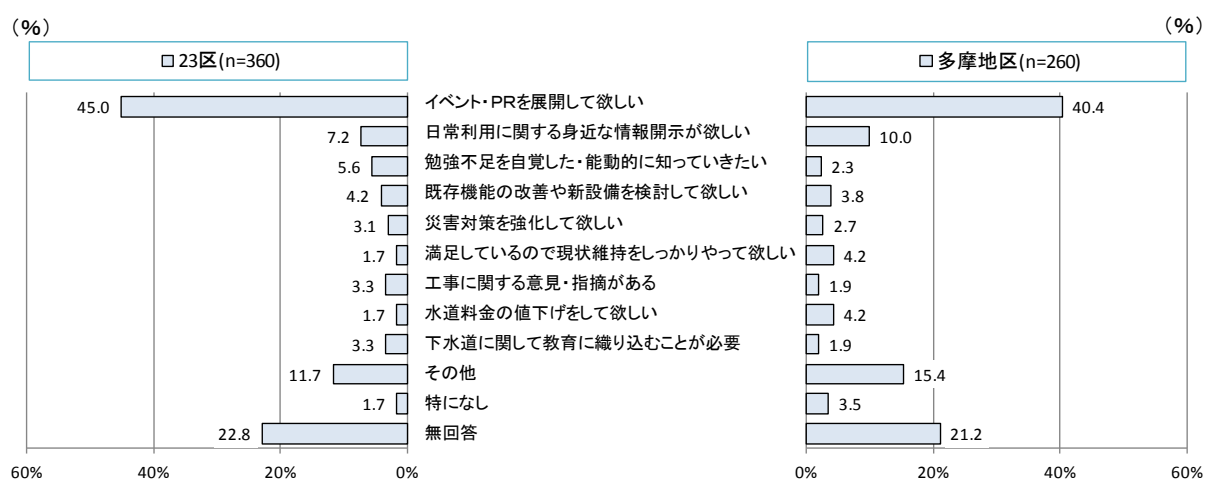 (%) (%)
23区(n=360) 多摩地区(n=260)
45.0 イベント・PRを展開して欲しい 40.4
7.2 日常利用に関する身近な情報開示が欲しい 10.0
5.6 勉強不足を自覚した・能動的に知っていきたい 2.3
4.2 既存機能の改善や新設備を検討して欲しい 3.8
3.1 災害対策を強化して欲しい 2.7
1.7 満足しているので現状維持をしっかりやって欲しい 4.2
3.3 工事に関する意見・指摘がある 1.9
1.7 水道料金の値下げをして欲しい 4.2
3.3 下水道に関して教育に織り込むことが必要 1.9
11.7 その他 15.4
1.7 特になし 3.5
22.8 無回答 21.2
60% 40% 20% 0% 0% 20% 40% 60%